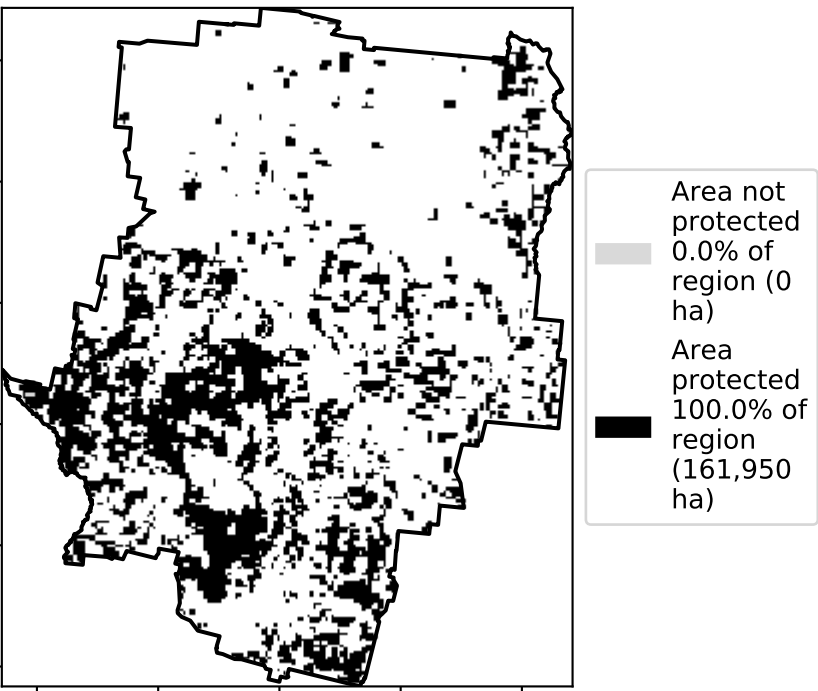 Area not
protected
0.0% of
region (0
ha)
Area
protected
100.0% of
region
(161,950
ha)